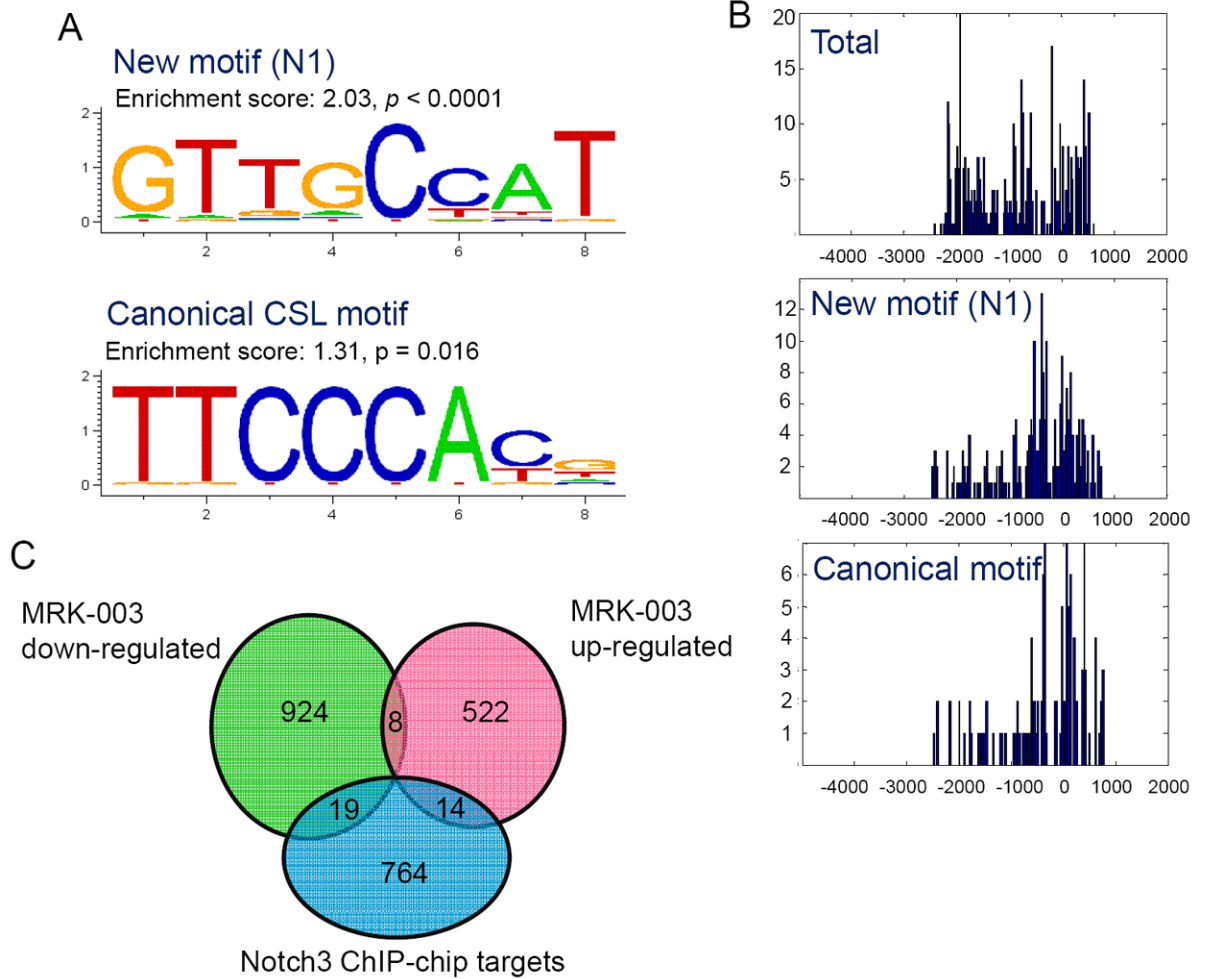 A
New motif (N1)
Enrichment score: 2.03, p < 0.0001
2
1
0
GTTGCCAT
2 4 6 8
Canonical CSL motif
Enrichment score: 1.31, p = 0.016
2
1
0
TTCCCACG
2 4 6 8
B
Total
20
15
10
5
-4000 -3000 -2000 -1000 0 1000 2000
New motif (N1)
12
10
8
6
4
2
-4000 -3000 -2000 -1000 0 1000 2000
Canonical motif
6
5
4
3
2
1
-4000 -3000 -2000 -1000 0 1000 2000
C
MRK-003
down-regulated
MRK-003
up-regulated
924
8
522
19
14
764
Notch3 ChIP-chip targets